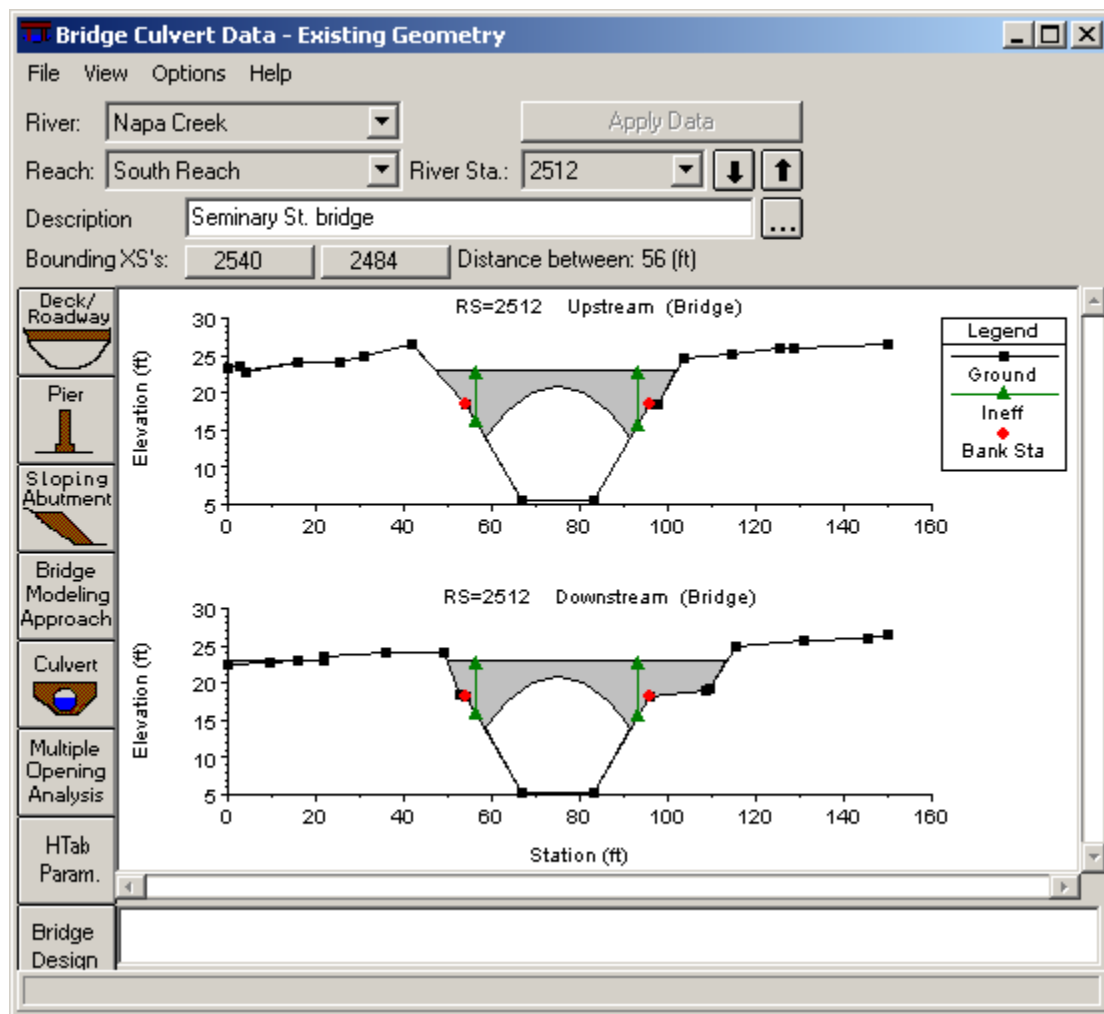 Bridge Culvert Data - Existing Geometry
File View Options Help
River: Napa Creek Apply Data
Reach: South Reach River Sta.: 2512
Description Seminary St. bridge ...
Bounding XS's: 2540 2484 Distance between: 56 (ft)
Deck/
Roadway
Pier
Sloping
Abutment
Bridge
Modeling
Approach
Culvert
Multiple
Opening
Analysis
HTab
Param.
Bridge
Design
RS=2512 Upstream (Bridge)
Elevation (ft)
30
25
20
15
10
5
0 20 40 60 80 100 120 140 160
Legend
Ground
Ineff
Bank Sta
RS=2512 Downstream (Bridge)
Elevation (ft)
30
25
20
15
10
5
0 20 40 60 80 100 120 140 160
Station (ft)